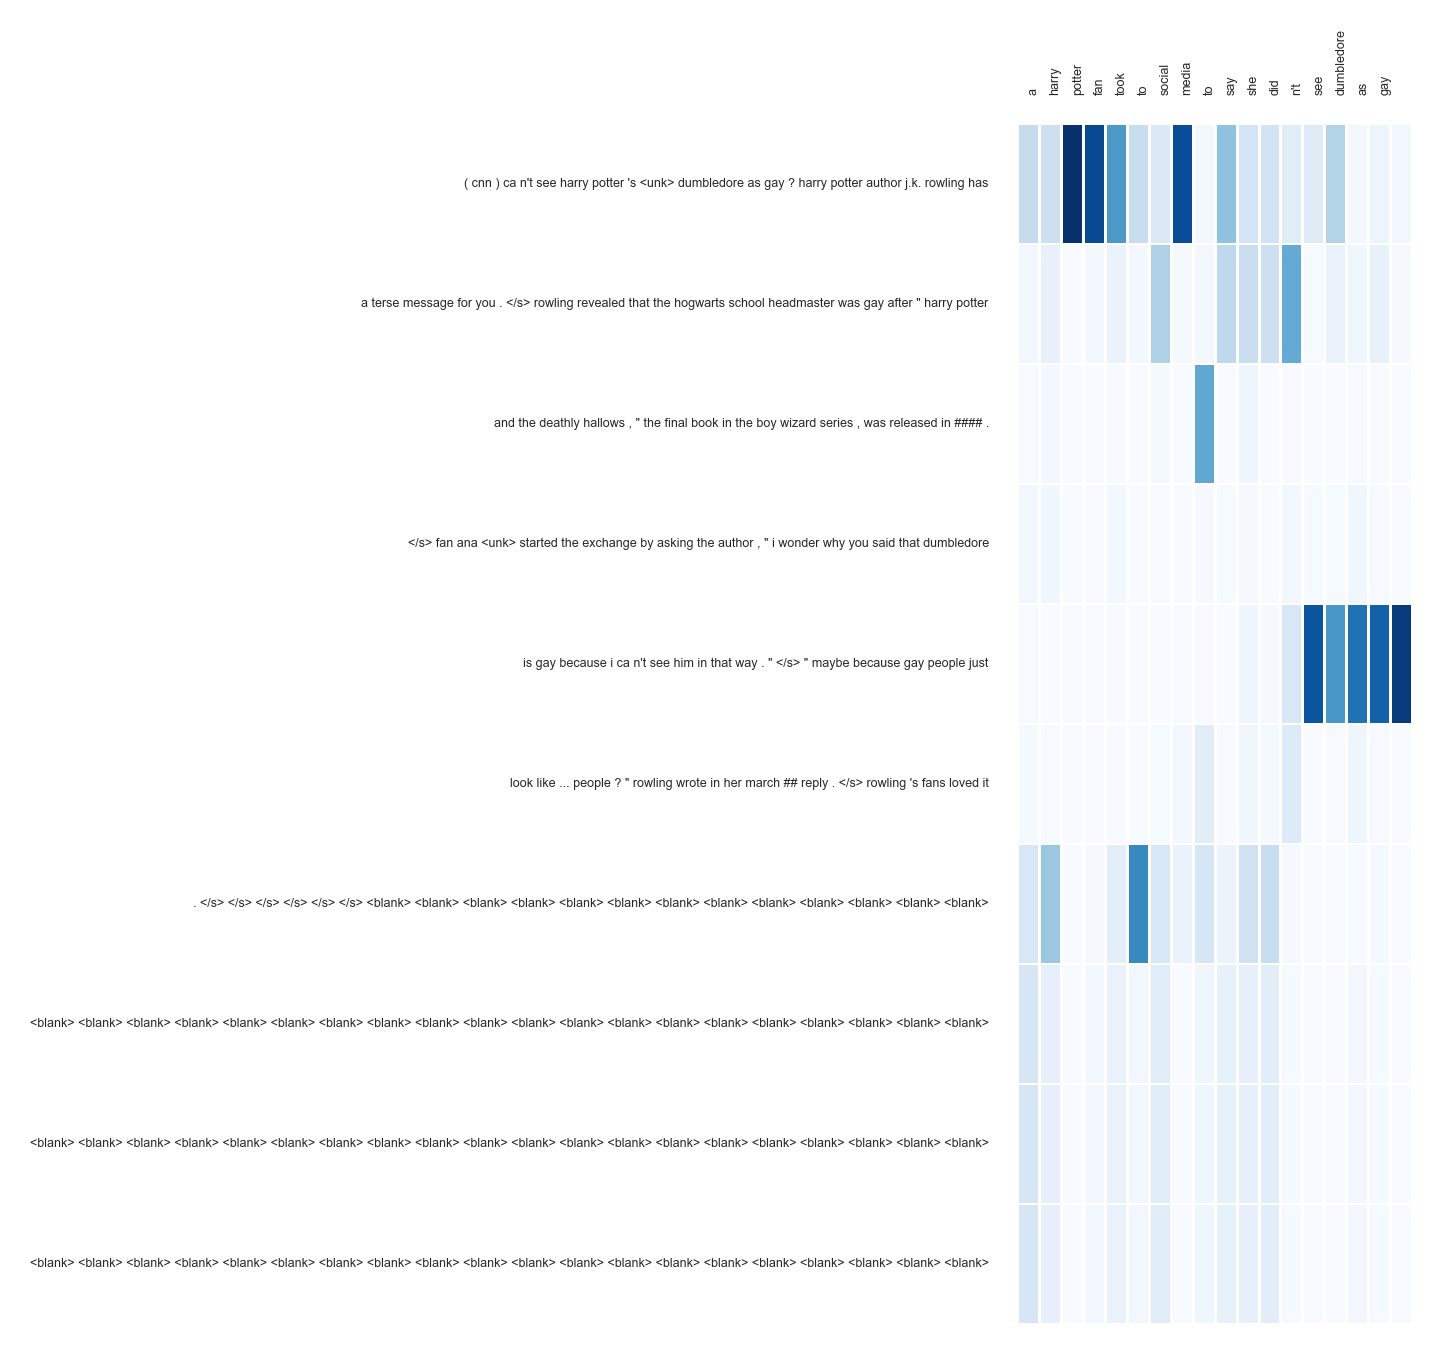 a
harry
potter
fan
took
to
social
media
to
say
she
did
n't
see
dumbledore
as
gay
( cnn ) ca n't see harry potter 's <unk> dumbledore as gay ? harry potter author j.k. rowling has
a terse message for you . </s> rowling revealed that the hogwarts school headmaster was gay after " harry potter
and the deathly hallows , " the final book in the boy wizard series , was released in #### .
</s> fan ana <unk> started the exchange by asking the author , " i wonder why you said that dumbledore
is gay because i ca n't see him in that way . " </s> " maybe because gay people just
look like ... people ? " rowling wrote in her march ## reply . </s> rowling 's fans loved it
. </s> </s> </s> </s> </s> </s> <blank> <blank> <blank> <blank> <blank> <blank> <blank> <blank> <blank> <blank> <blank> <blank> <blank>
<blank> <blank> <blank> <blank> <blank> <blank> <blank> <blank> <blank> <blank> <blank> <blank> <blank> <blank> <blank> <blank> <blank> <blank> <blank> <blank>
<blank> <blank> <blank> <blank> <blank> <blank> <blank> <blank> <blank> <blank> <blank> <blank> <blank> <blank> <blank> <blank> <blank> <blank> <blank> <blank>
<blank> <blank> <blank> <blank> <blank> <blank> <blank> <blank> <blank> <blank> <blank> <blank> <blank> <blank> <blank> <blank> <blank> <blank> <blank> <blank>